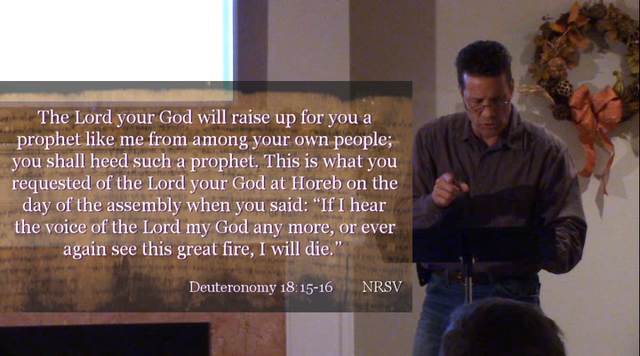 The Lord your God will raise up for you a
prophet like me from among your own people;
you shall heed such a prophet. This is what you
requested of the Lord your God at Horeb on the
day of the assembly when you said: “If I hear
the voice of the Lord my God any more, or ever
again see this great fire, I will die.”
Deuteronomy 18:15-16 NRSV